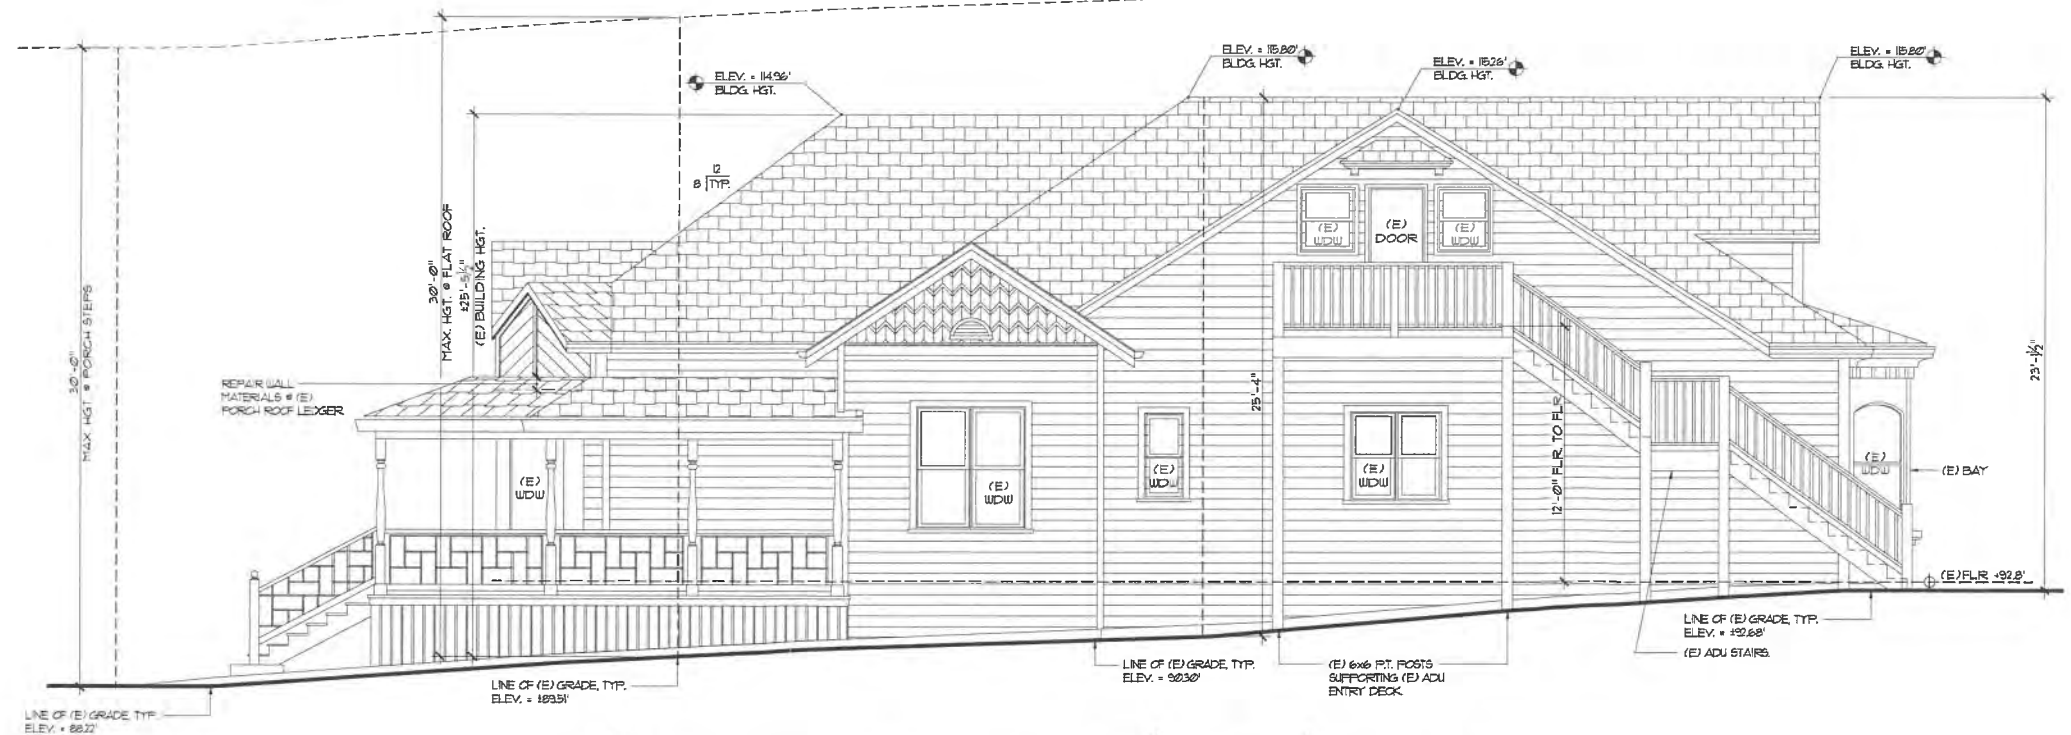 ELEV. = 114.96'
BLDG. HGT.
ELEV. = 115.80'
BLDG. HGT.
ELEV. = 115.26'
BLDG. HGT.
ELEV. = 115.80'
BLDG. HGT.
12
8 TYP.
30'-0"
MAX. HGT @ PORCH STEPS
30'-0"
MAX. HGT. @ FLAT ROOF
±25'-5½"
(E) BUILDING HGT.
(E)
WDW
(E)
DOOR
(E)
WDW
REPAIR WALL
MATERIALS @ (E)
PORCH ROOF LEDGER
25'-4"
12'-0" FLR. TO FLR.
23'-1½"
(E)
WDW
(E)
WDW
(E)
WDW
(E)
WDW
(E)
WDW
(E) BAY
(E) FLR +92.8'
LINE OF (E) GRADE, TYP.
ELEV. = ±92.68'
(E) ADU STAIRS
LINE OF (E) GRADE, TYP.
ELEV. = 90.30'
(E) 6x6 P.T. POSTS
SUPPORTING (E) ADU
ENTRY DECK
LINE OF (E) GRADE, TYP.
ELEV. = ±89.51'
LINE OF (E) GRADE, TYP.
ELEV. = 88.22'